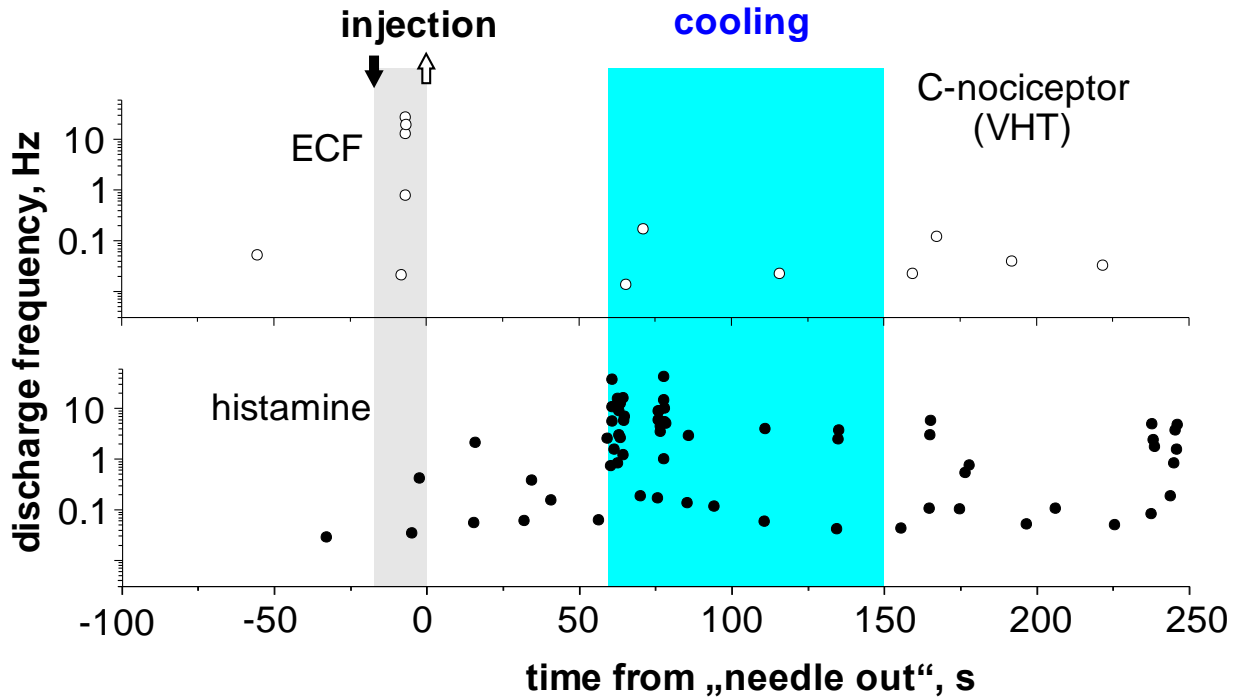 injection
cooling
C-nociceptor
(VHT)
ECF
10
1
0.1
discharge frequency, Hz
histamine
10
1
0.1
-100
-50
0
50
100
150
200
250
time from „needle out“, s